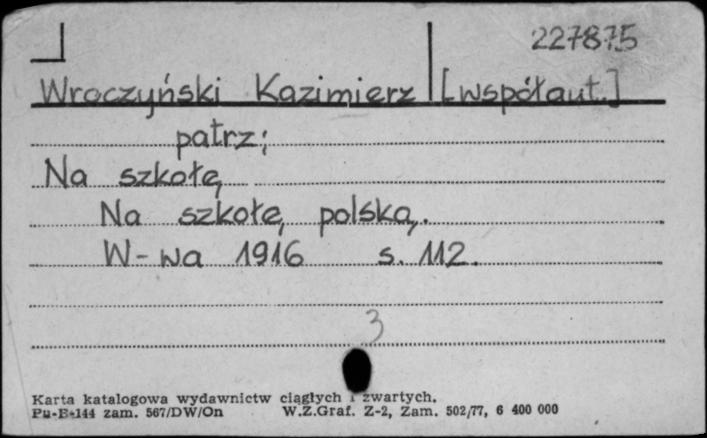 227875
Wroczyński Kazimierz [współaut.]
patrz:
Na szkołę
Na szkołę polską.
W-wa 1916 s. 112.
3
Karta katalogowa wydawnictw ciągłych i zwartych.
Pu-B-144 zam. 567/DW/On W.Z.Graf. Z-2, Zam. 502/77, 6 400 000